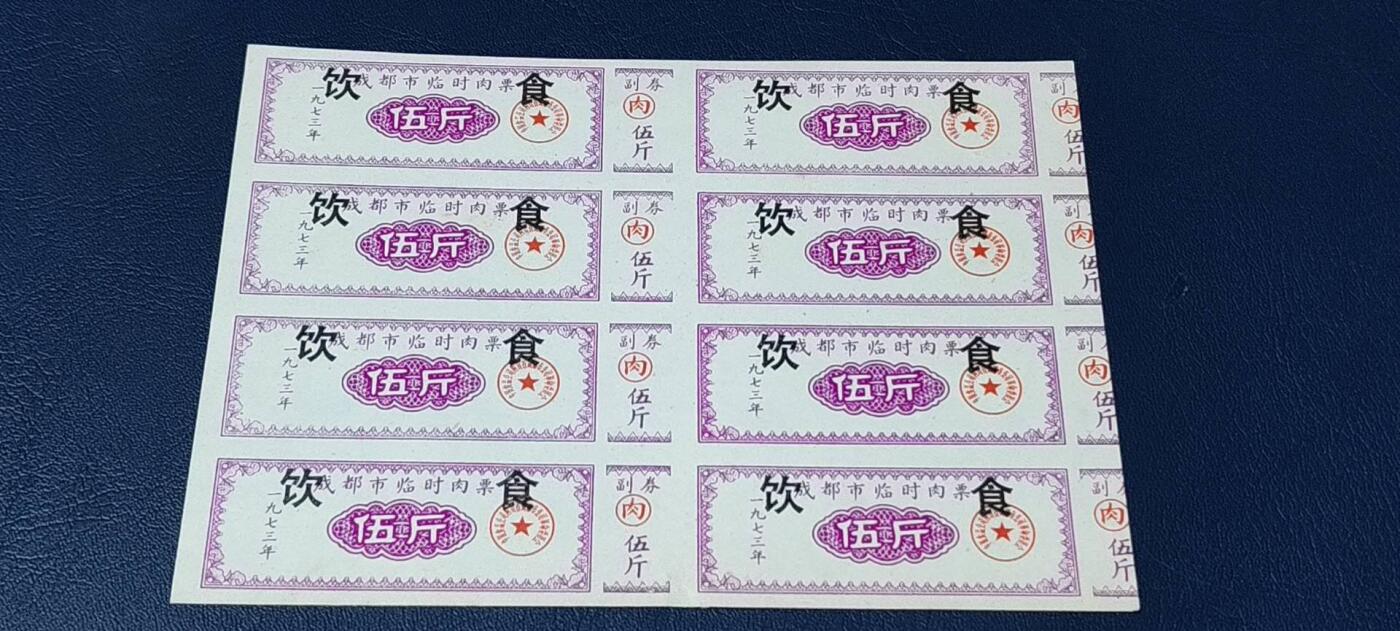 饮食
成都市临时肉票
一九七三年
伍斤
副券
肉
伍斤
饮食
成都市临时肉票
一九七三年
伍斤
副券
肉
伍斤
饮食
成都市临时肉票
一九七三年
伍斤
副券
肉
伍斤
饮食
成都市临时肉票
一九七三年
伍斤
副券
肉
伍斤
饮食
成都市临时肉票
一九七三年
伍斤
副券
肉
伍斤
饮食
成都市临时肉票
一九七三年
伍斤
副券
肉
伍斤
饮食
成都市临时肉票
一九七三年
伍斤
副券
肉
伍斤
饮食
成都市临时肉票
一九七三年
伍斤
副券
肉
伍斤